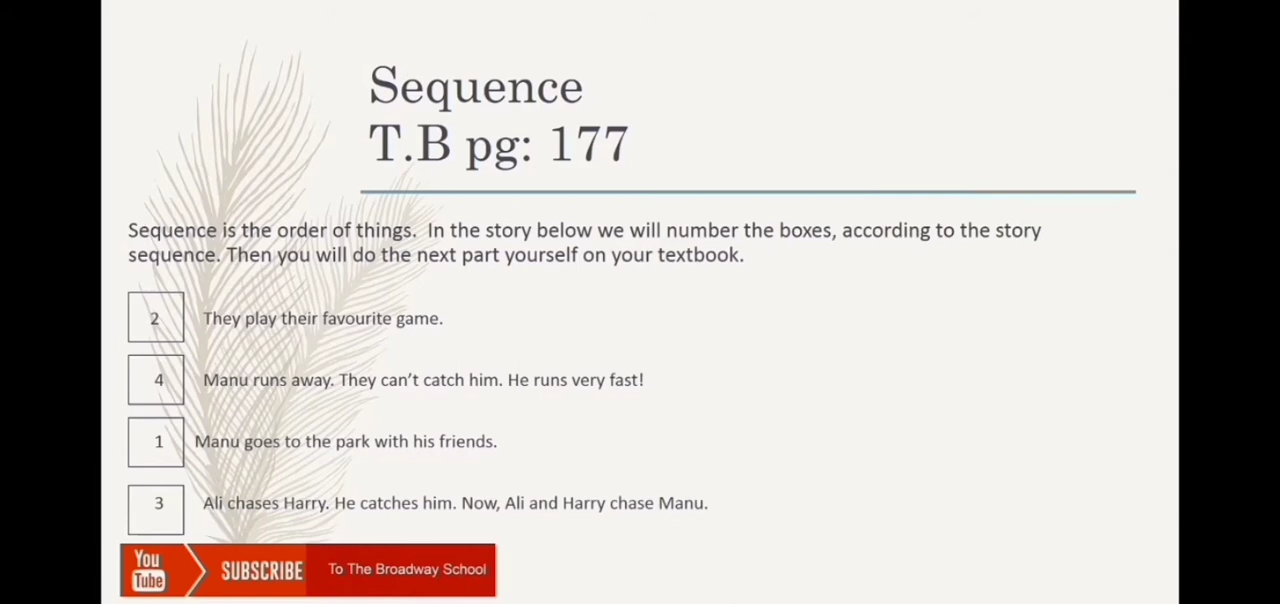 Sequence
T.B pg: 177
Sequence is the order of things. In the story below we will number the boxes, according to the story
sequence. Then you will do the next part yourself on your textbook.
2 They play their favourite game.
4 Manu runs away. They can't catch him. He runs very fast!
1 Manu goes to the park with his friends.
3 Ali chases Harry. He catches him. Now, Ali and Harry chase Manu.
You Tube SUBSCRIBE To The Broadway School